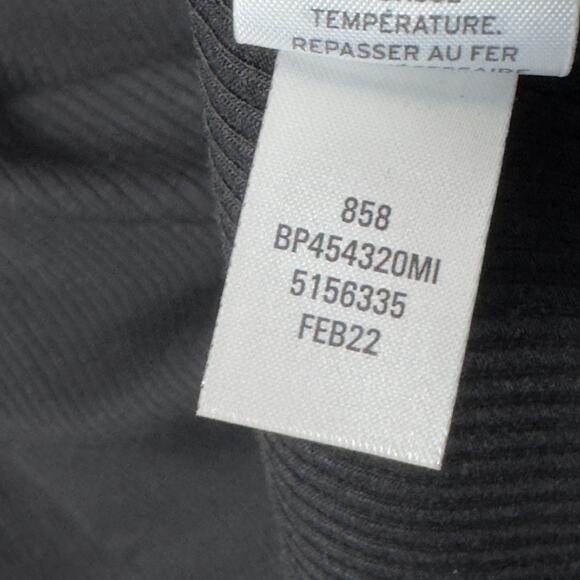 TEMPÉRATURE.
REPASSER AU FER
858
BP454320MI
5156335
FEB22